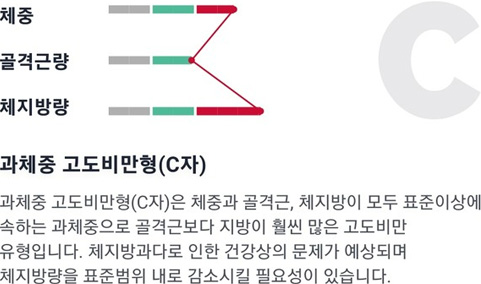 체중
C
골격근량
체지방량
과체중 고도비만형(C자)
과체중 고도비만형(C자)은 체중과 골격근, 체지방이 모두 표준이상에
속하는 과체중으로 골격근보다 지방이 훨씬 많은 고도비만
유형입니다. 체지방과다로 인한 건강상의 문제가 예상되며
체지방량을 표준범위 내로 감소시킬 필요성이 있습니다.